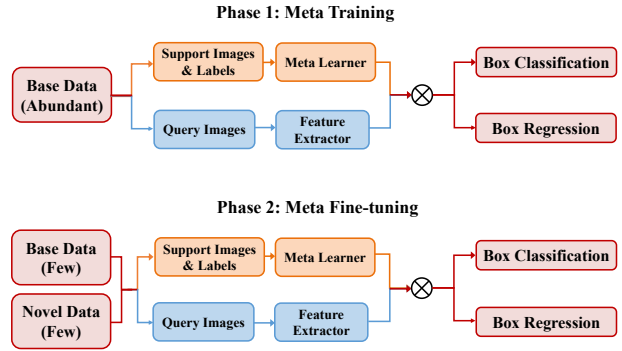 Phase 1: Meta Training
Base Data
(Abundant)
Support Images
& Labels
Meta Learner
Query Images
Feature
Extractor
Box Classification
Box Regression
Phase 2: Meta Fine-tuning
Base Data
(Few)
Novel Data
(Few)
Support Images
& Labels
Meta Learner
Query Images
Feature
Extractor
Box Classification
Box Regression